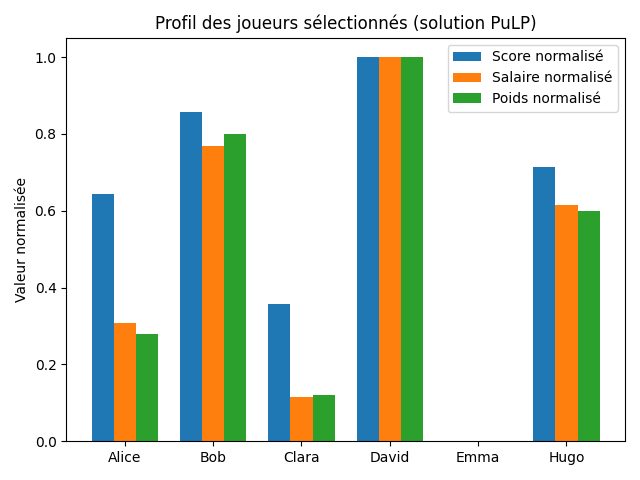 Profil des joueurs sélectionnés (solution PuLP)
Score normalisé
Salaire normalisé
Poids normalisé
Valeur normalisée
1.0
0.8
0.6
0.4
0.2
0.0
Alice Bob Clara David Emma Hugo